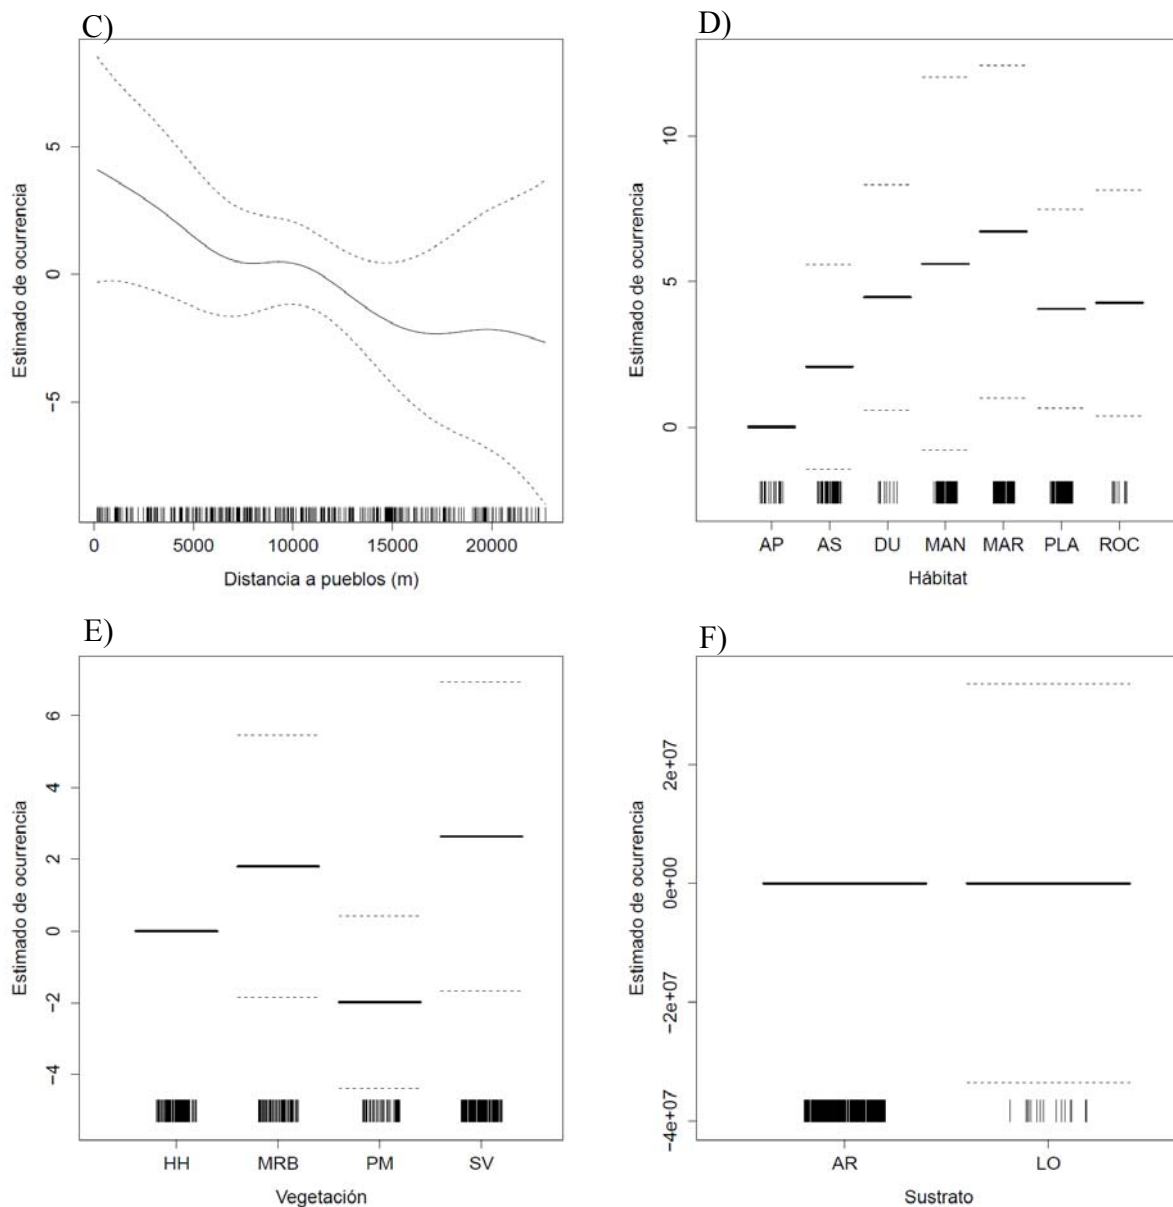 C)
Estimado de ocurrencia
5
0
−5
0 5000 10000 15000 20000
Distancia a pueblos (m)
D)
Estimado de ocurrencia
10
5
0
AP AS DU MAN MAR PLA ROC
Hábitat
E)
Estimado de ocurrencia
6
4
2
0
−2
−4
HH MRB PM SV
Vegetación
F)
Estimado de ocurrencia
2e+07
0e+00
−2e+07
−4e+07
AR LO
Sustrato